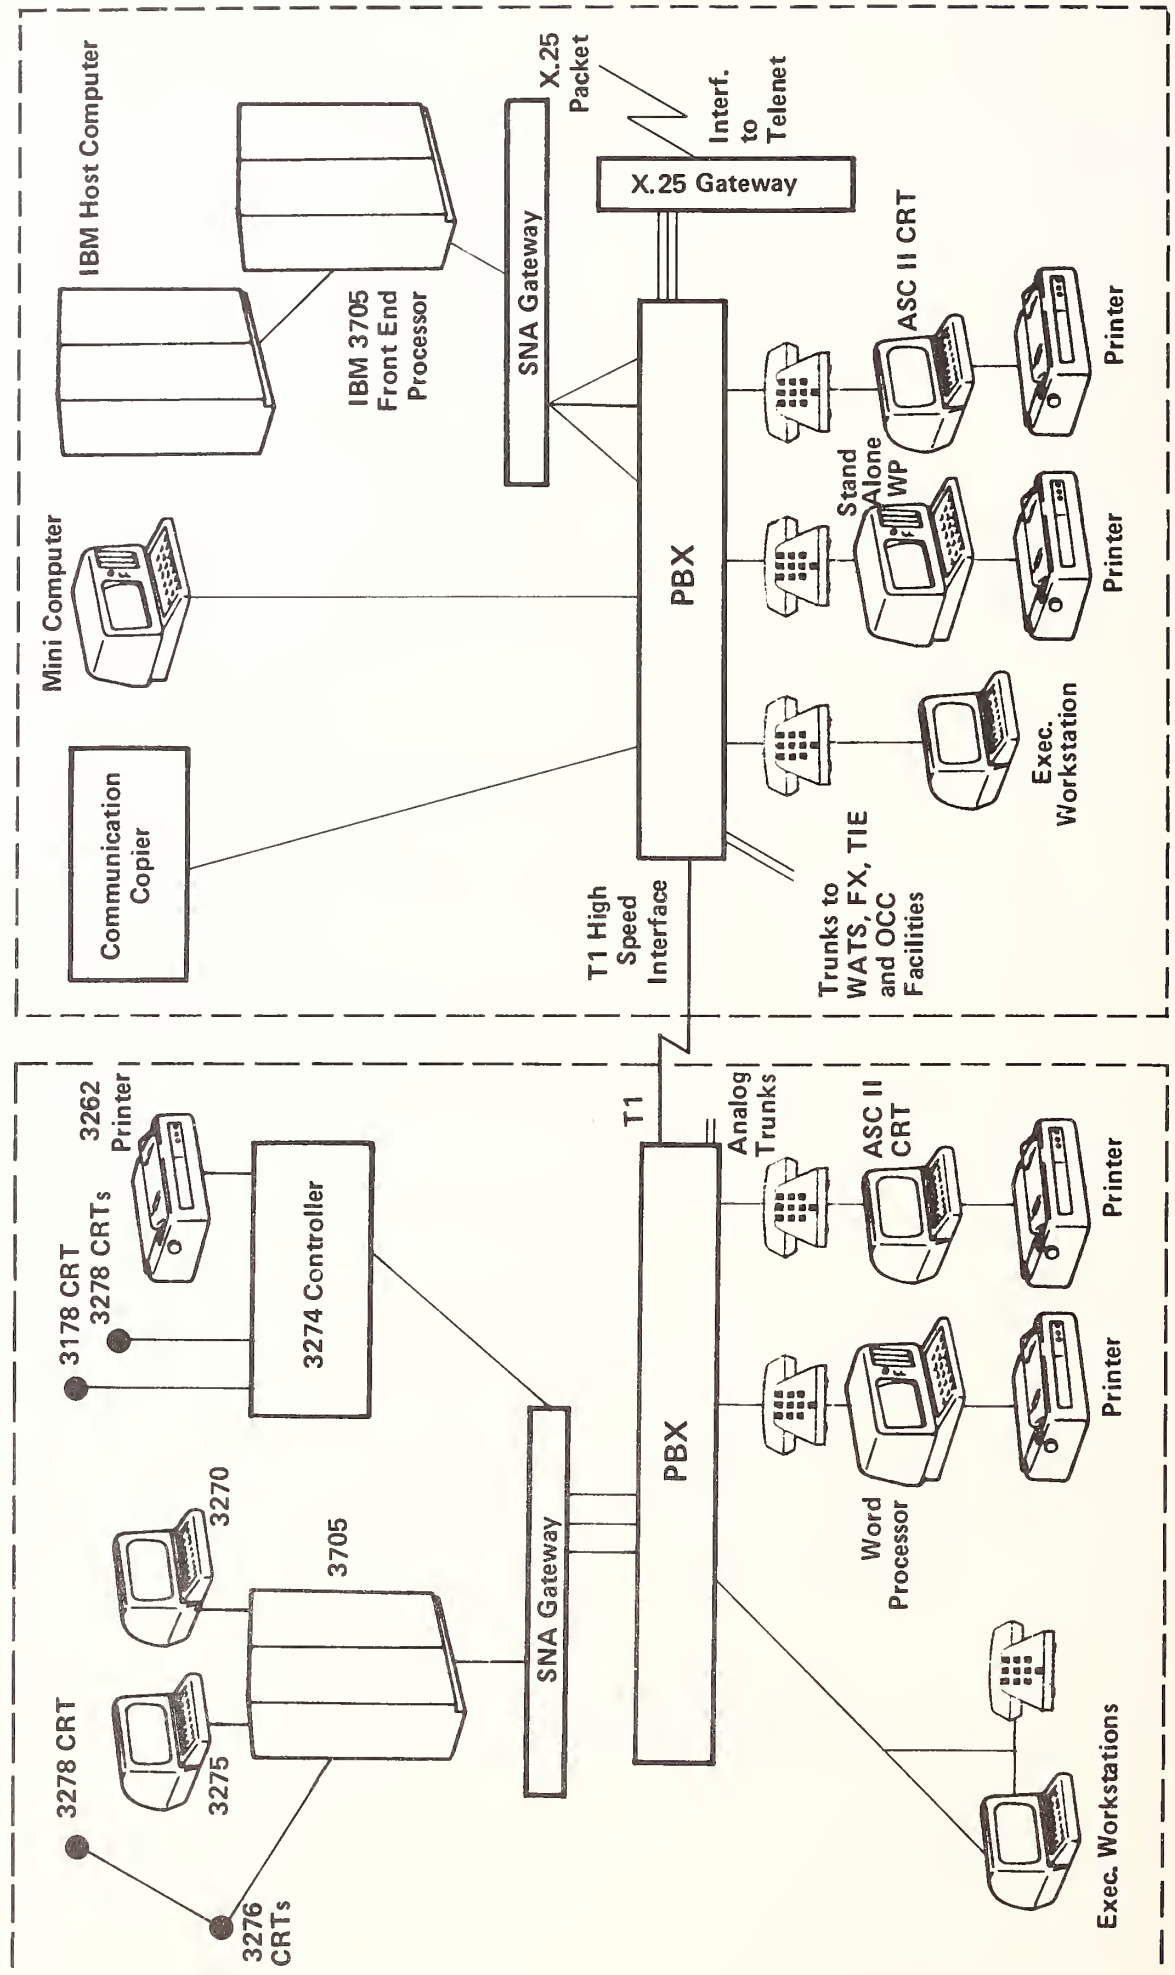 3278 CRT
3276
CRTs
3275
3270
3705
3178 CRT
3278 CRTs
3262
Printer
3274 Controller
SNA Gateway
PBX
T1
Analog
Trunks
Exec. Workstations
Word
Processor
Printer
ASC II
CRT
Printer
Communication
Copier
Mini Computer
IBM Host Computer
IBM 3705
Front End
Processor
SNA Gateway
X.25
Packet
Interf.
to
Telenet
X.25 Gateway
PBX
T1 High
Speed
Interface
Trunks to
WATS, FX, TIE
and OCC
Facilities
Exec.
Workstation
Stand
Alone
WP
Printer
ASC II CRT
Printer